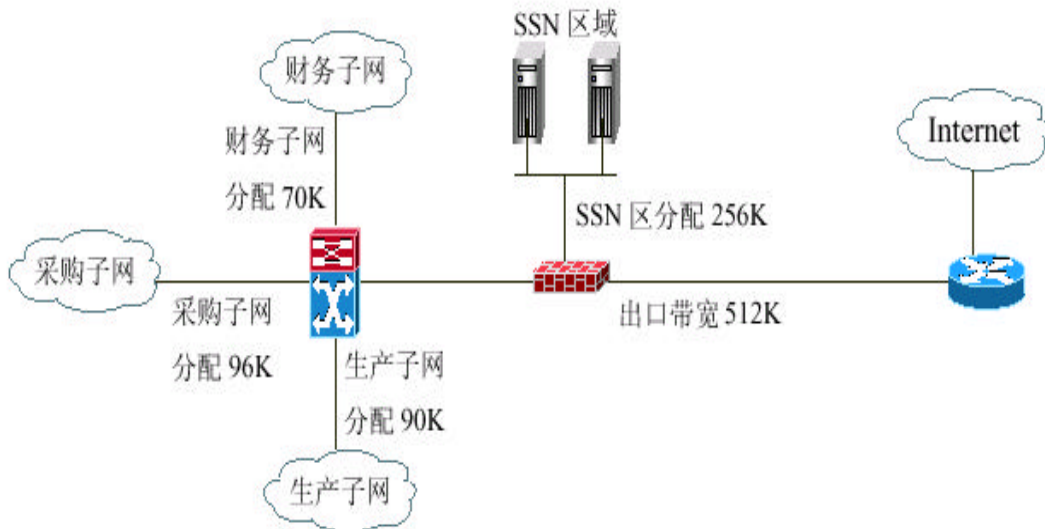 SSN 区域
财务子网
财务子网
分配 70K
Internet
SSN 区分配 256K
采购子网
采购子网
分配 96K
出口带宽 512K
生产子网
分配 90K
生产子网